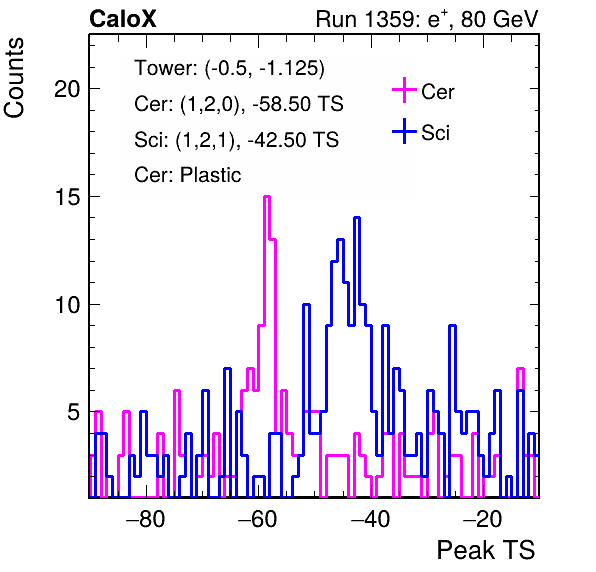 CaloX Run 1359: e⁺, 80 GeV
Counts
Tower: (-0.5, -1.125)
Cer: (1,2,0), -58.50 TS
Sci: (1,2,1), -42.50 TS
Cer: Plastic
Cer
Sci
20
15
10
5
−80 −60 −40 −20
Peak TS